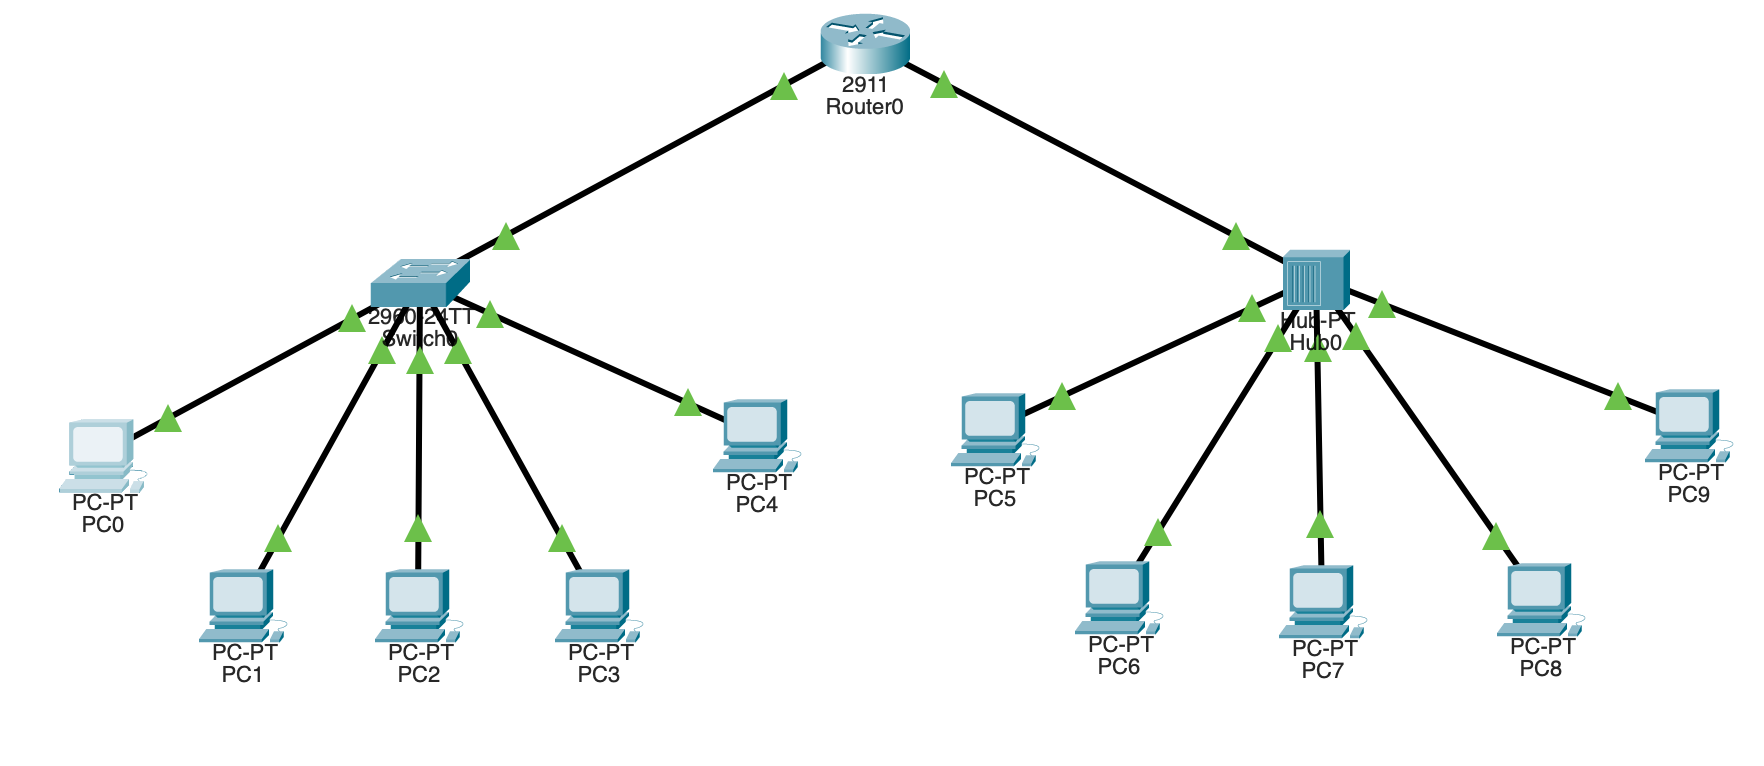 2911
Router0
2960-24TT
Switch0
Hub-PT
Hub0
PC-PT
PC0
PC-PT
PC1
PC-PT
PC2
PC-PT
PC3
PC-PT
PC4
PC-PT
PC5
PC-PT
PC6
PC-PT
PC7
PC-PT
PC8
PC-PT
PC9